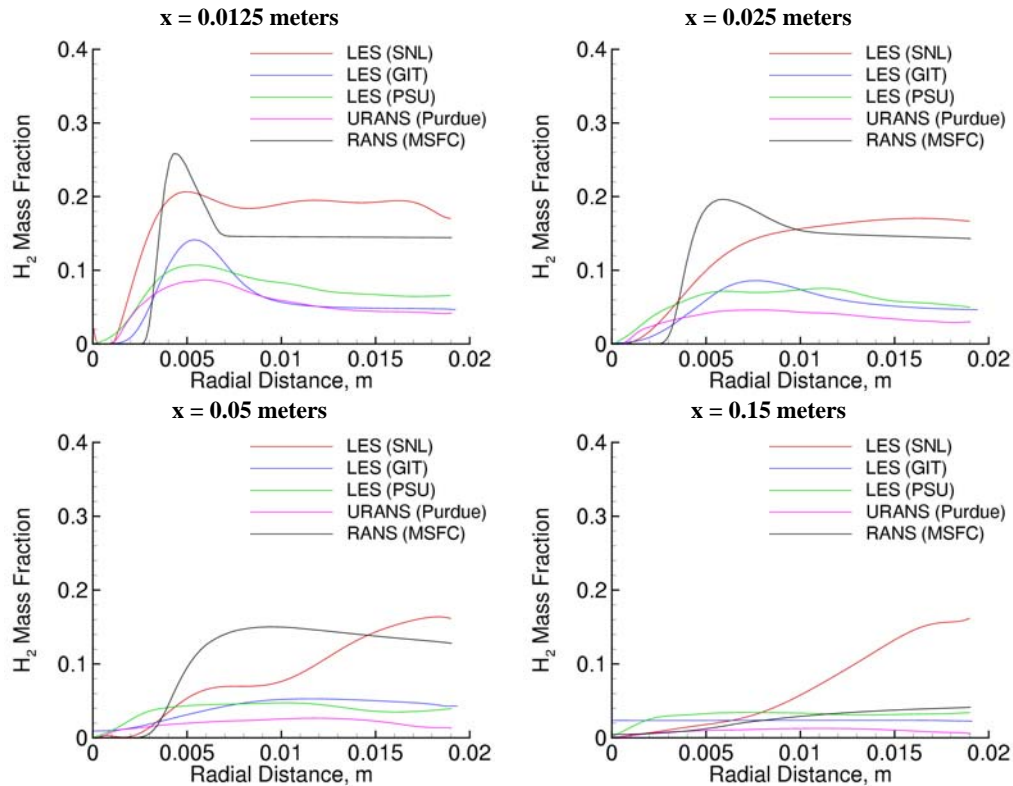 x = 0.0125 meters
0.4
0.3
0.2
0.1
0
H₂ Mass Fraction
LES (SNL)
LES (GIT)
LES (PSU)
URANS (Purdue)
RANS (MSFC)
0 0.005 0.01 0.015 0.02
Radial Distance, m
x = 0.025 meters
0.4
0.3
0.2
0.1
0
H₂ Mass Fraction
LES (SNL)
LES (GIT)
LES (PSU)
URANS (Purdue)
RANS (MSFC)
0 0.005 0.01 0.015 0.02
Radial Distance, m
x = 0.05 meters
0.4
0.3
0.2
0.1
0
H₂ Mass Fraction
LES (SNL)
LES (GIT)
LES (PSU)
URANS (Purdue)
RANS (MSFC)
0 0.005 0.01 0.015 0.02
Radial Distance, m
x = 0.15 meters
0.4
0.3
0.2
0.1
0
H₂ Mass Fraction
LES (SNL)
LES (GIT)
LES (PSU)
URANS (Purdue)
RANS (MSFC)
0 0.005 0.01 0.015 0.02
Radial Distance, m